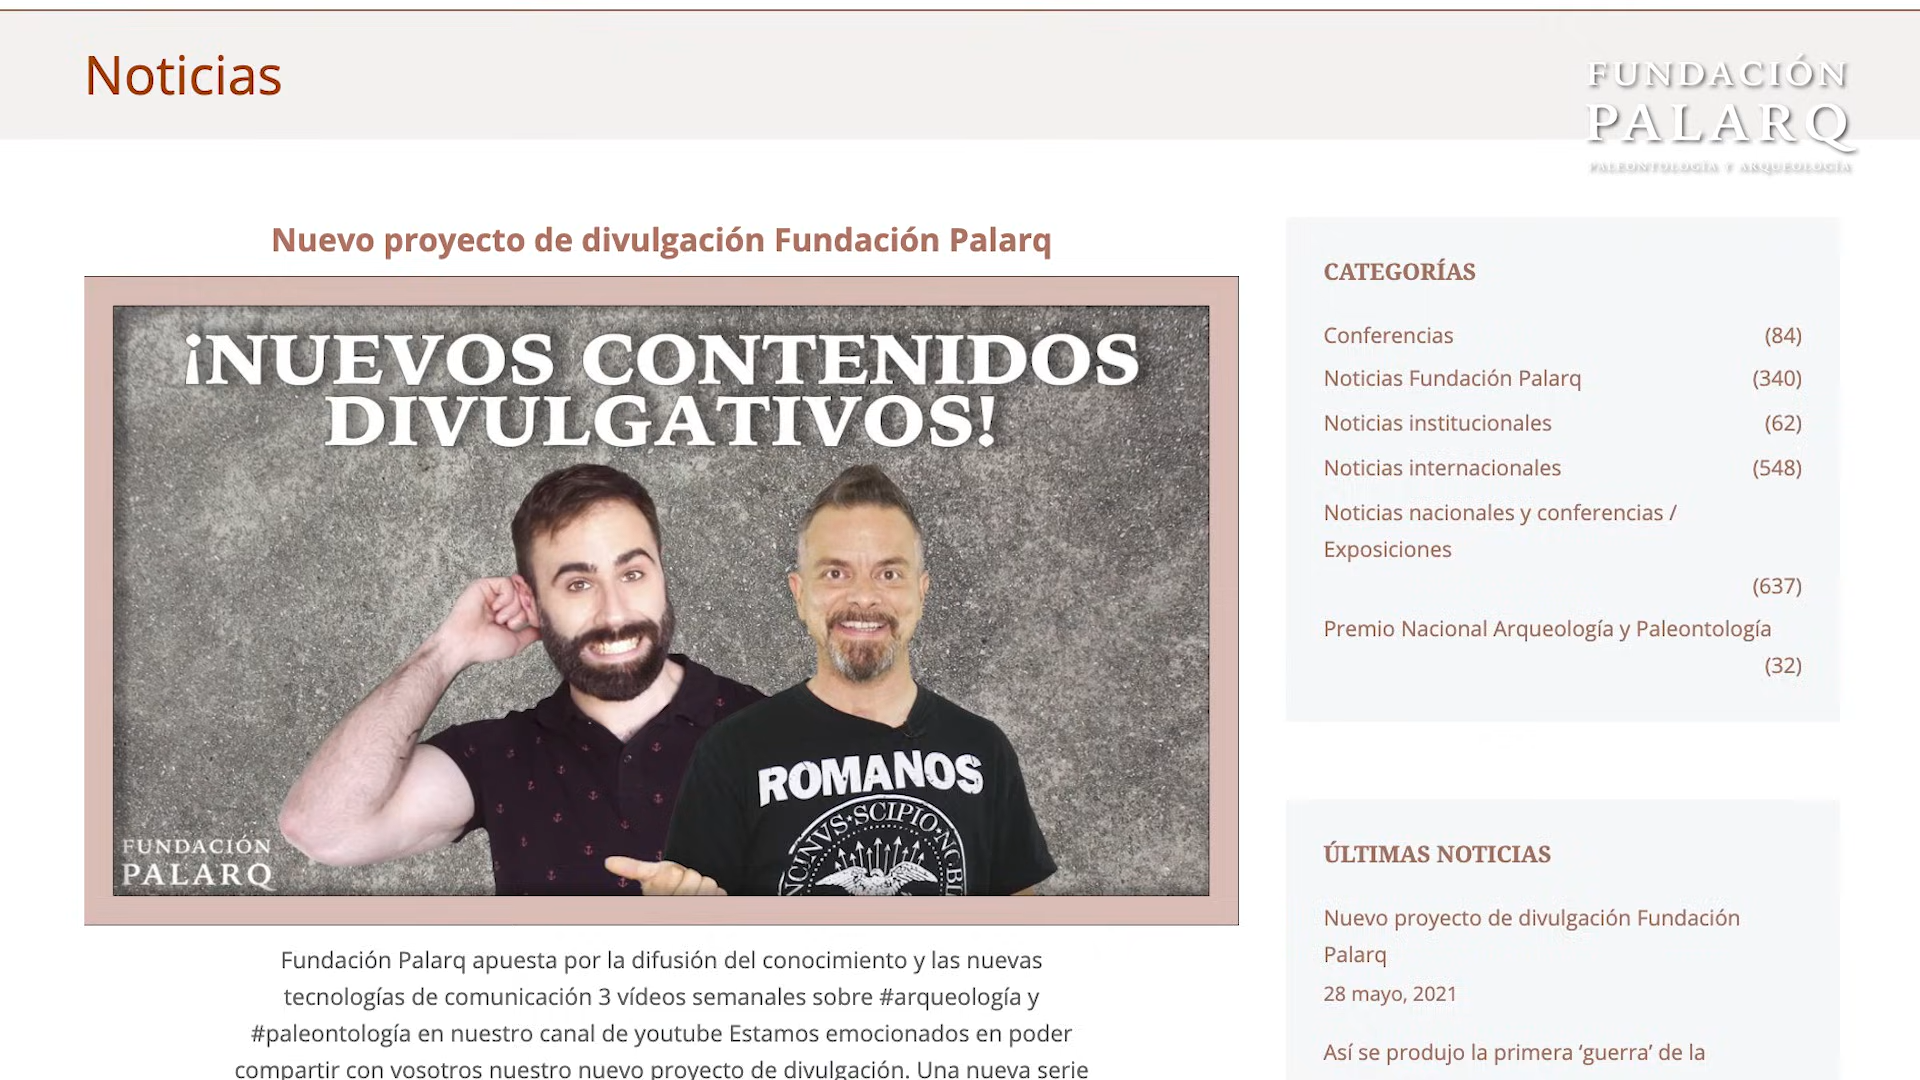 Noticias
FUNDACIÓN
PALARQ
PALEONTOLOGÍA Y ARQUEOLOGÍA
Nuevo proyecto de divulgación Fundación Palarq
¡NUEVOS CONTENIDOS
DIVULGATIVOS!
ROMANOS
SCIPIO
FUNDACIÓN
PALARQ
Fundación Palarq apuesta por la difusión del conocimiento y las nuevas
tecnologías de comunicación 3 vídeos semanales sobre #arqueología y
#paleontología en nuestro canal de youtube Estamos emocionados en poder
compartir con vosotros nuestro nuevo proyecto de divulgación. Una nueva serie
CATEGORÍAS
Conferencias (84)
Noticias Fundación Palarq (340)
Noticias institucionales (62)
Noticias internacionales (548)
Noticias nacionales y conferencias /
Exposiciones
(637)
Premio Nacional Arqueología y Paleontología
(32)
ÚLTIMAS NOTICIAS
Nuevo proyecto de divulgación Fundación
Palarq
28 mayo, 2021
Así se produjo la primera ‘guerra’ de la